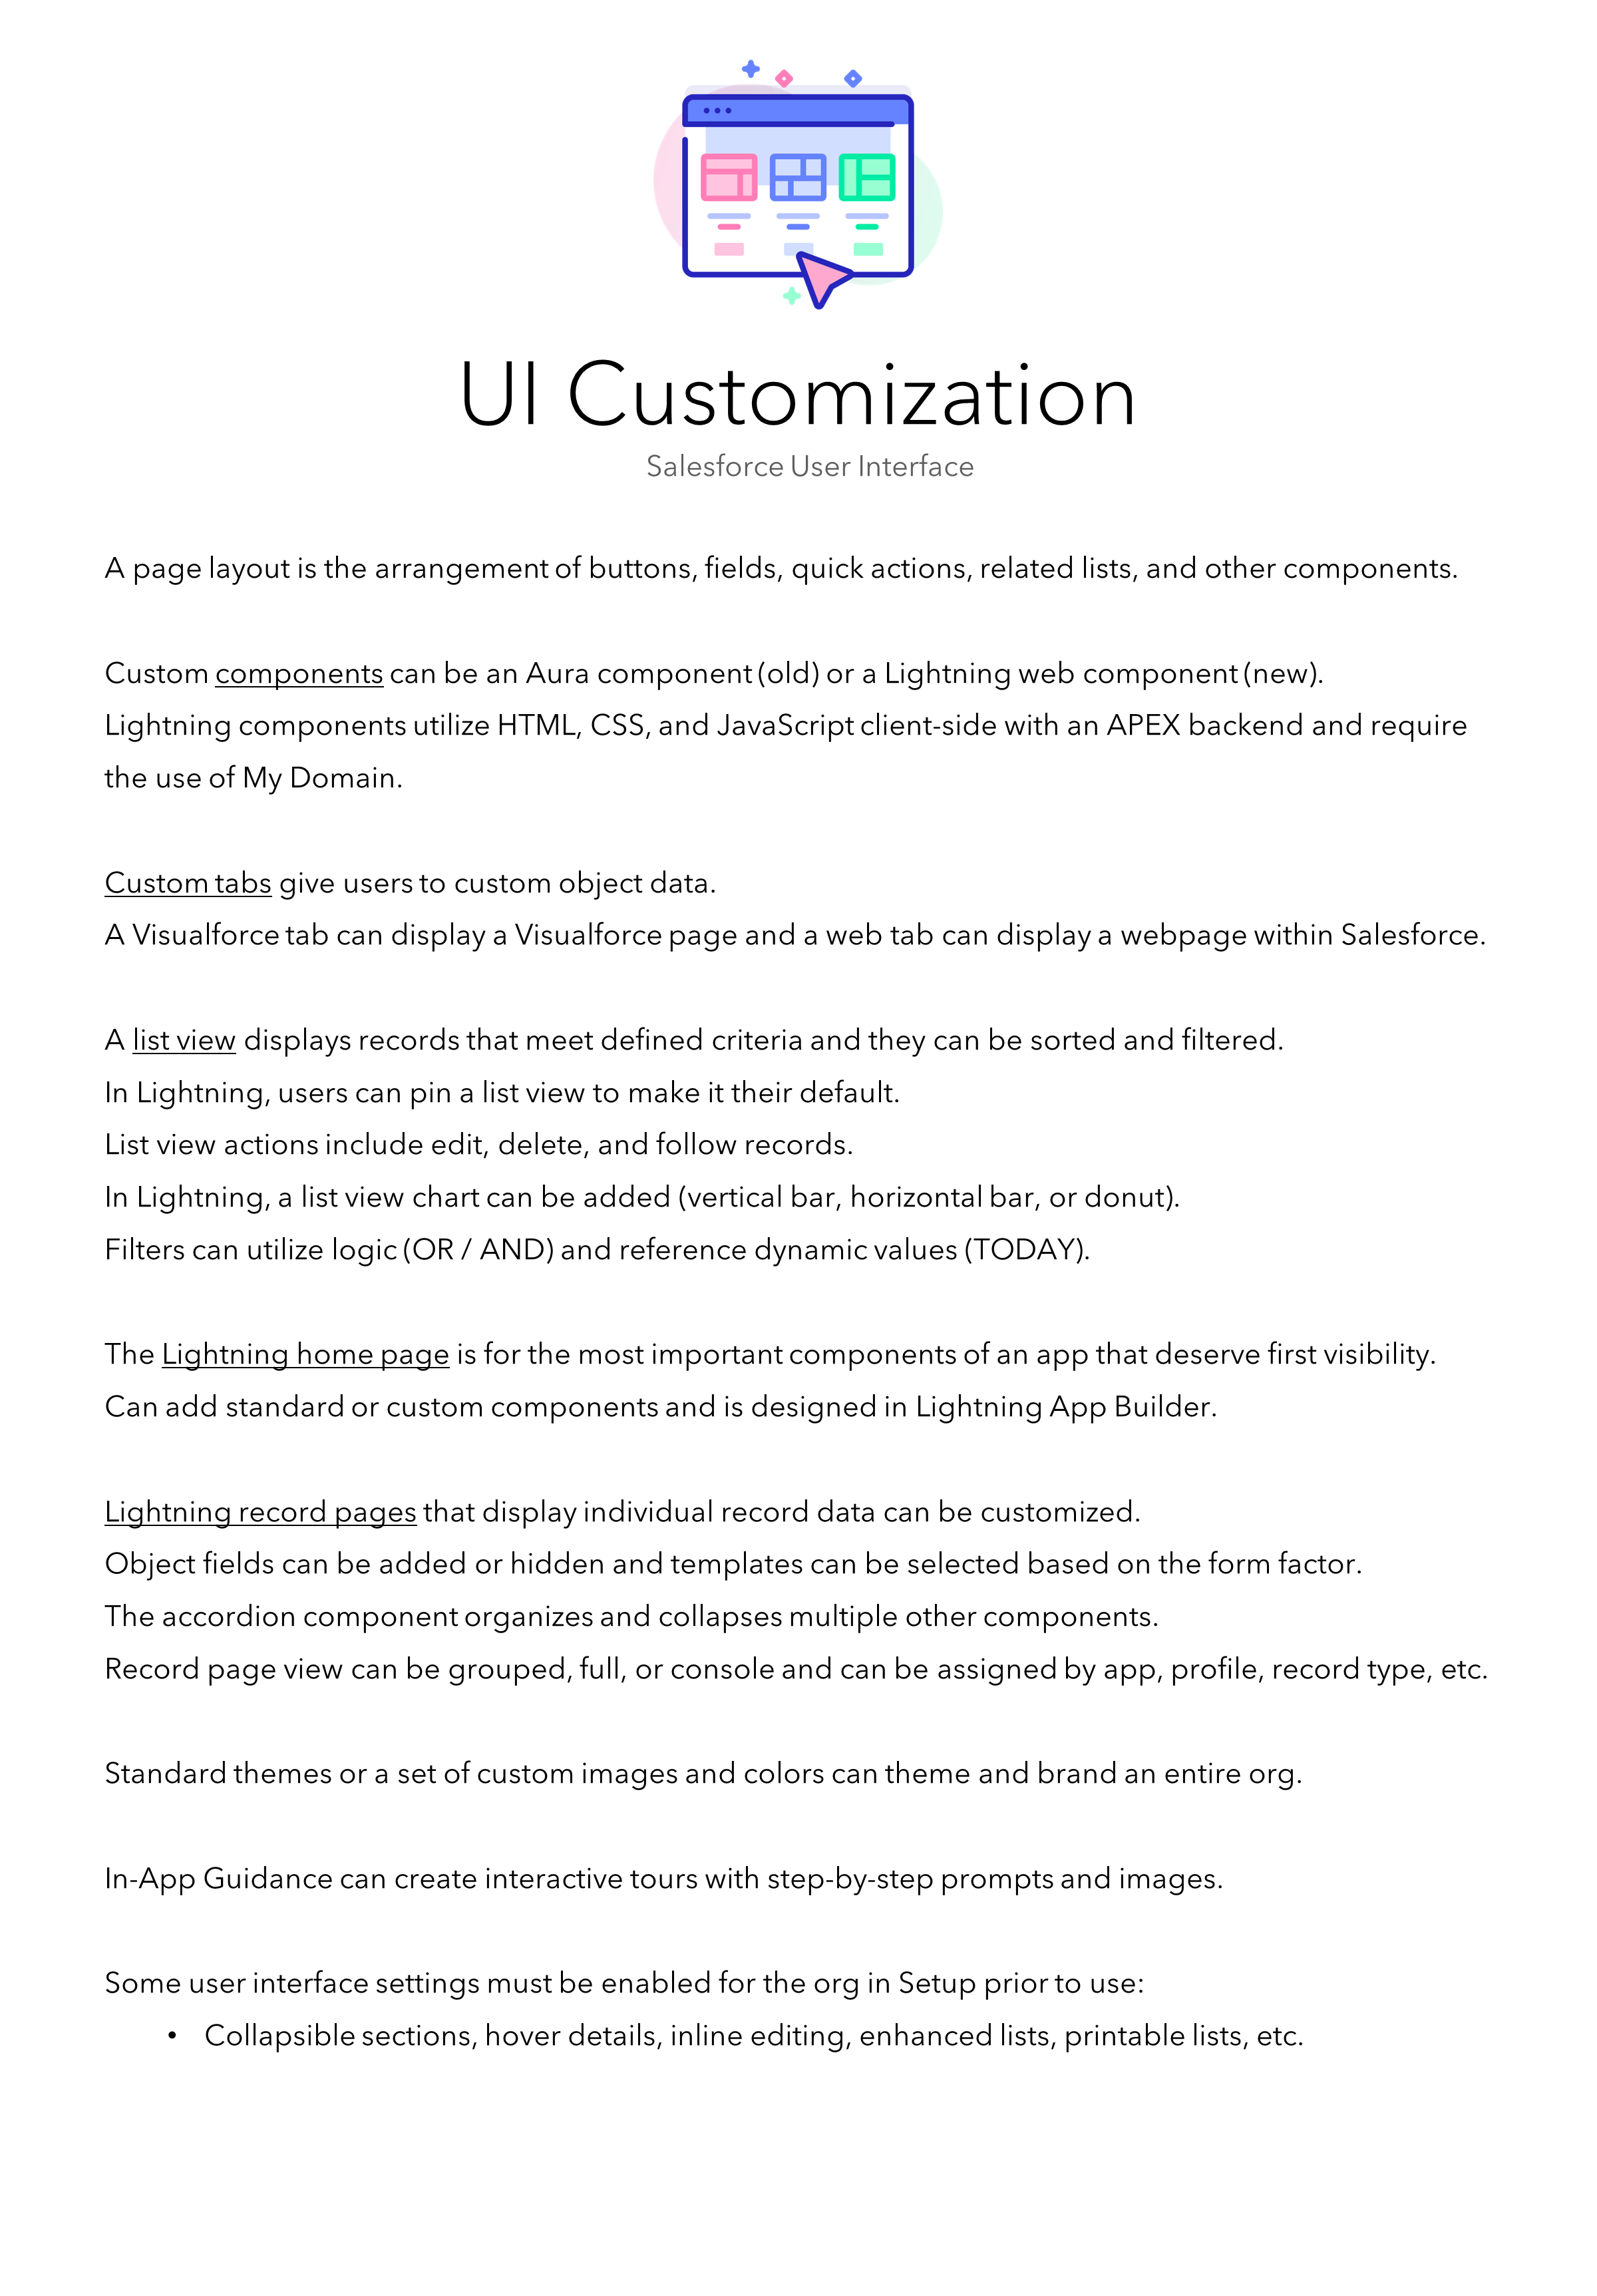 UI Customization
Salesforce User Interface
A page layout is the arrangement of buttons, fields, quick actions, related lists, and other components.
Custom components can be an Aura component (old) or a Lightning web component (new).
Lightning components utilize HTML, CSS, and JavaScript client-side with an APEX backend and require
the use of My Domain.
Custom tabs give users to custom object data.
A Visualforce tab can display a Visualforce page and a web tab can display a webpage within Salesforce.
A list view displays records that meet defined criteria and they can be sorted and filtered.
In Lightning, users can pin a list view to make it their default.
List view actions include edit, delete, and follow records.
In Lightning, a list view chart can be added (vertical bar, horizontal bar, or donut).
Filters can utilize logic (OR / AND) and reference dynamic values (TODAY).
The Lightning home page is for the most important components of an app that deserve first visibility.
Can add standard or custom components and is designed in Lightning App Builder.
Lightning record pages that display individual record data can be customized.
Object fields can be added or hidden and templates can be selected based on the form factor.
The accordion component organizes and collapses multiple other components.
Record page view can be grouped, full, or console and can be assigned by app, profile, record type, etc.
Standard themes or a set of custom images and colors can theme and brand an entire org.
In-App Guidance can create interactive tours with step-by-step prompts and images.
Some user interface settings must be enabled for the org in Setup prior to use:
• Collapsible sections, hover details, inline editing, enhanced lists, printable lists, etc.